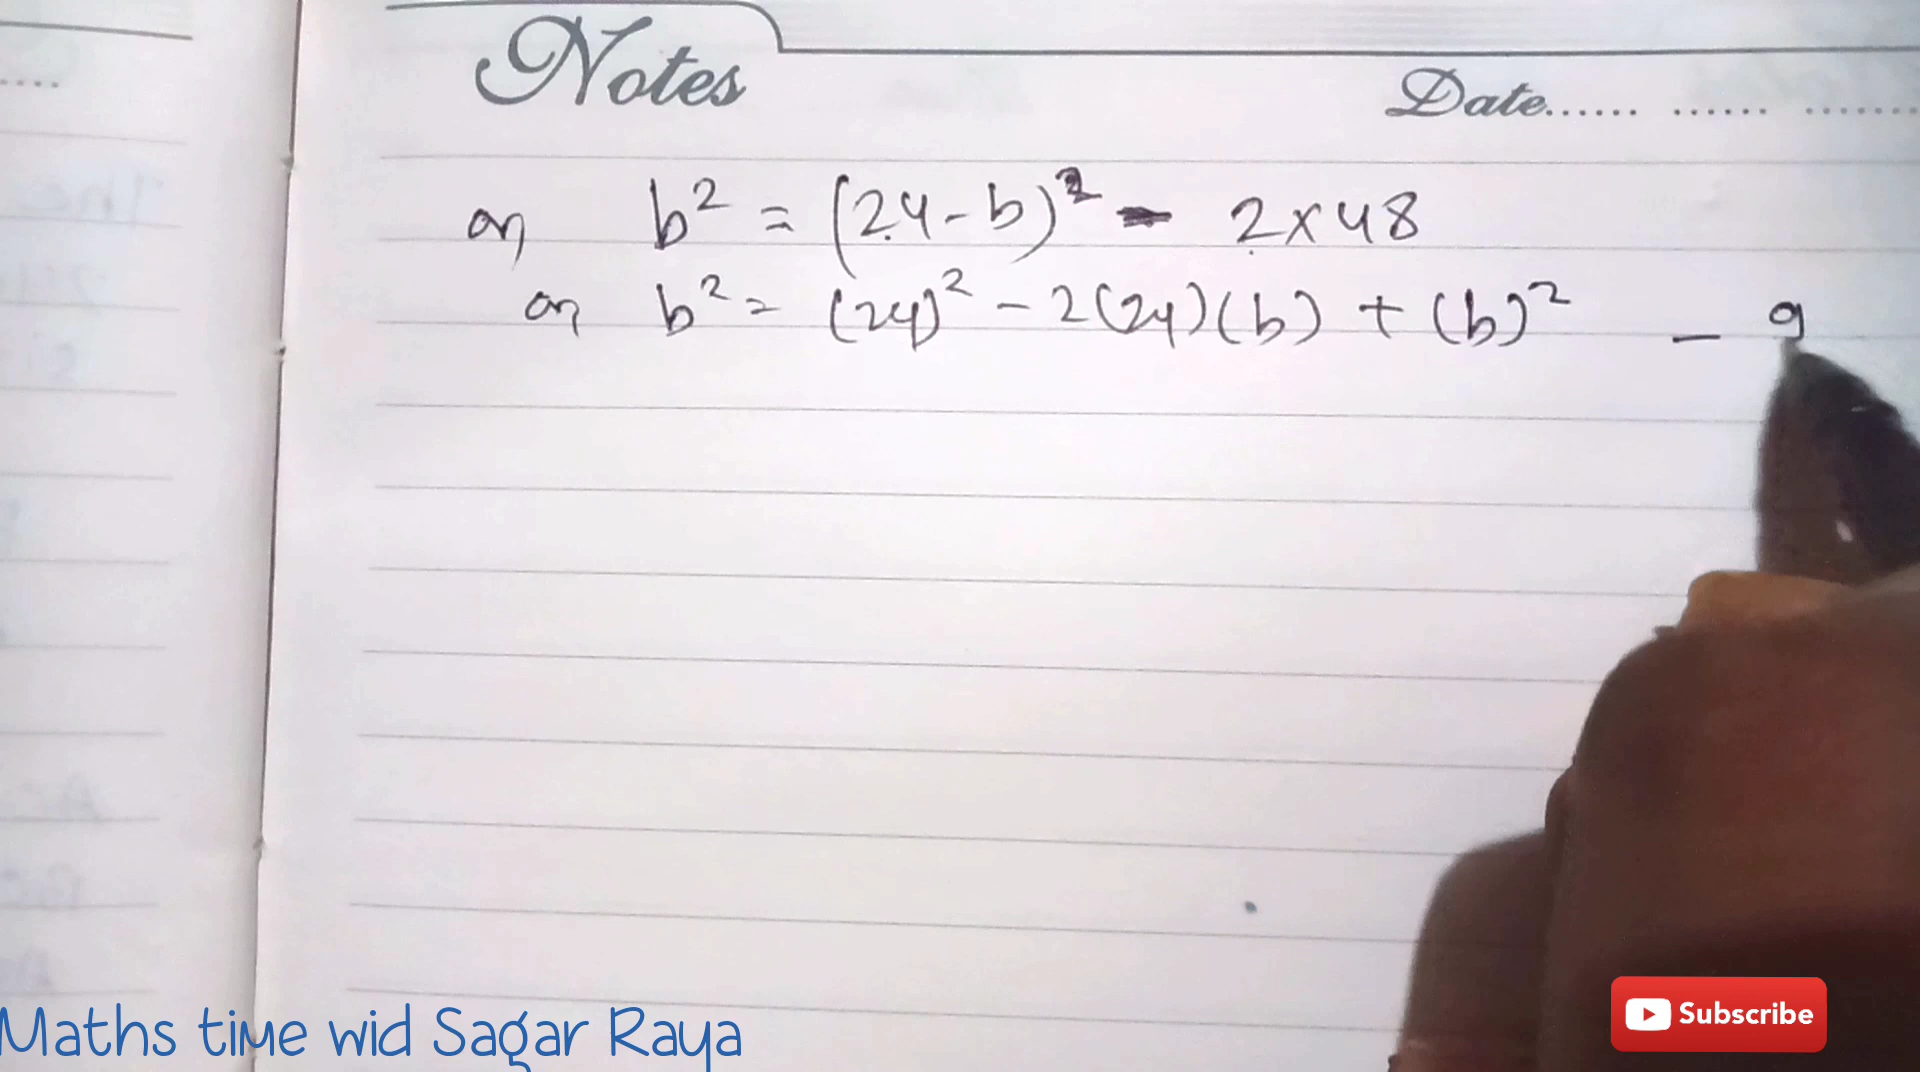 Notes
Date...... ...... .......
or b² = (24-b)² - 2×48
or b² = (24)² - 2(24)(b) + (b)² - 9
Maths time wid Sagar Raya
Subscribe